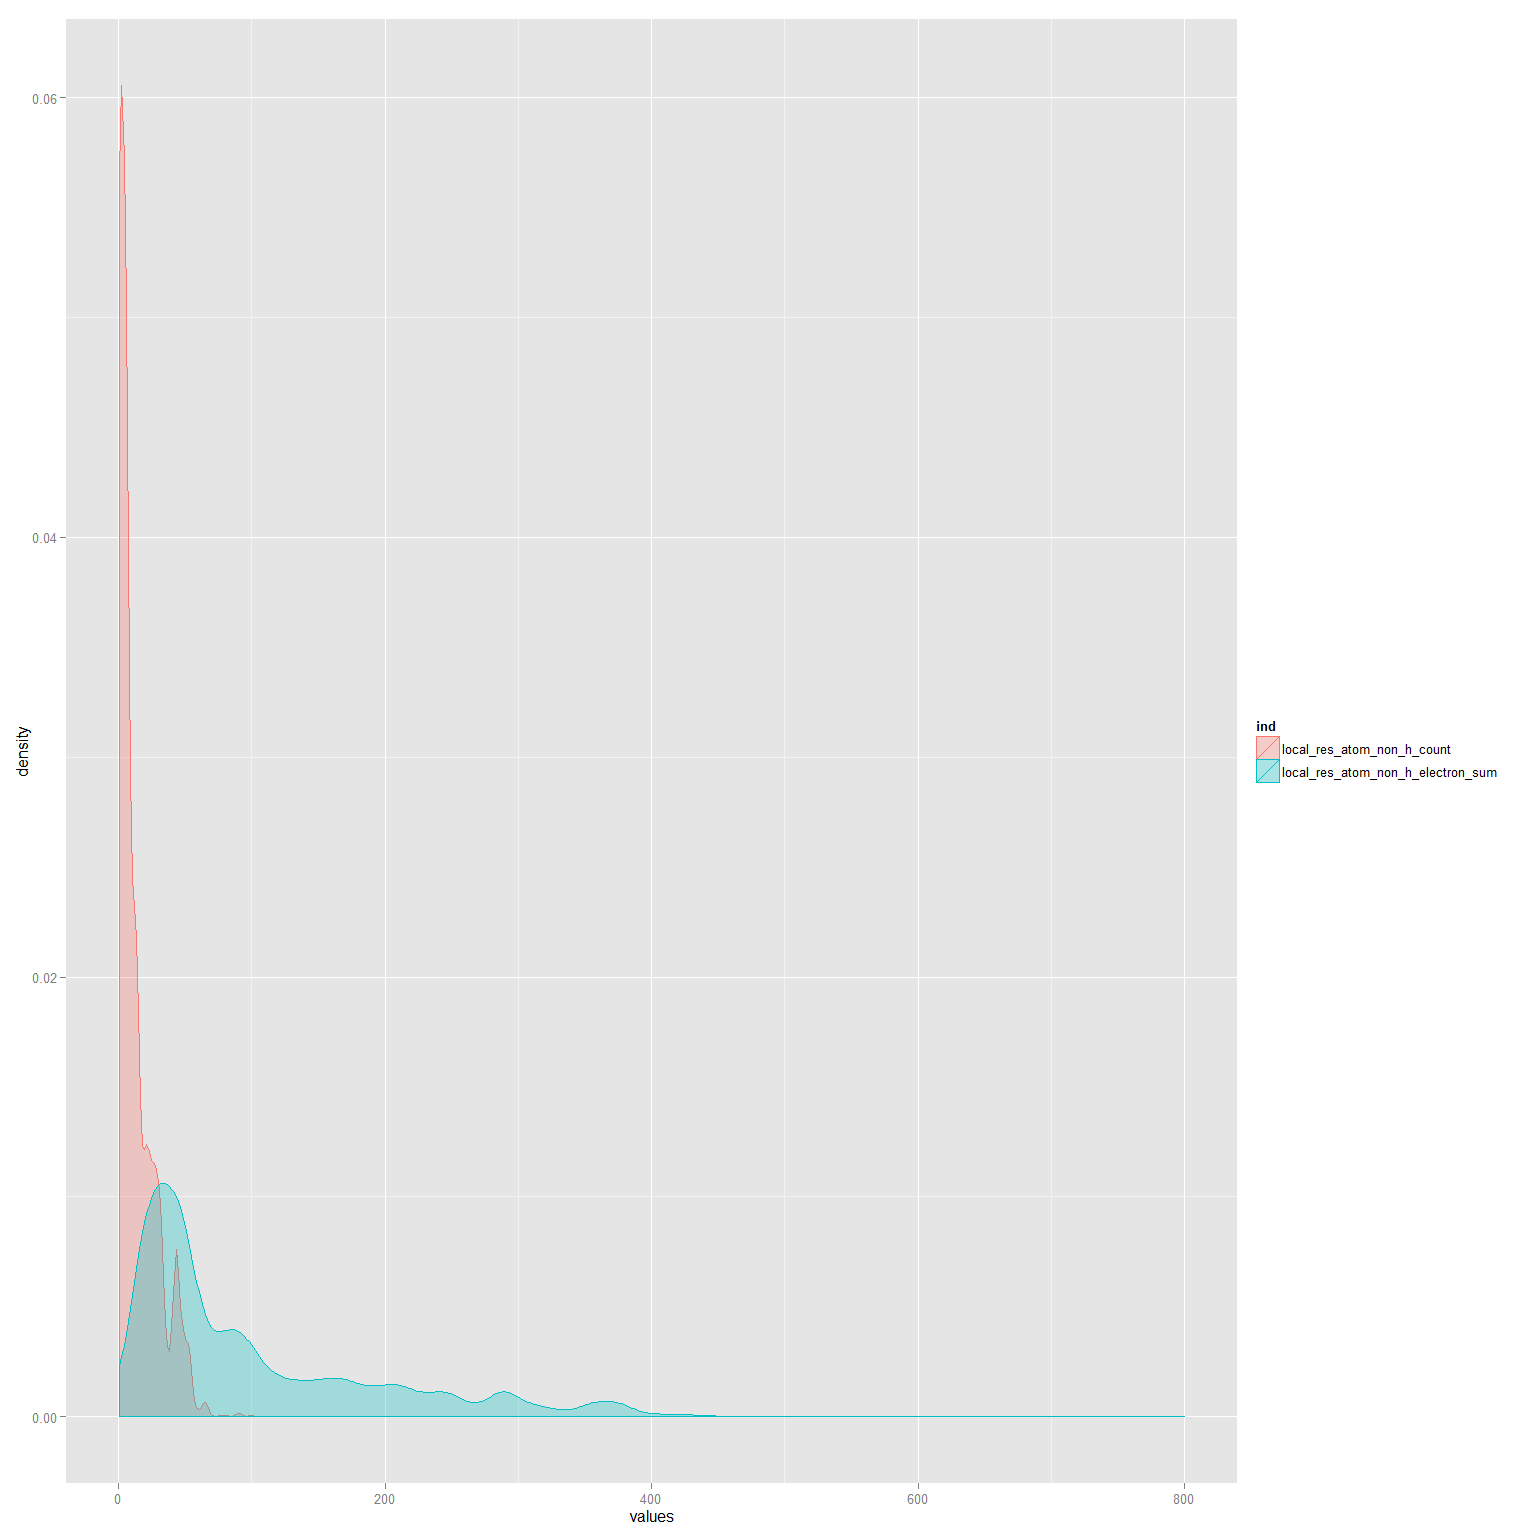 0.06
0.04
0.02
0.00
density
0 200 400 600 800
values
ind
local_res_atom_non_h_count
local_res_atom_non_h_electron_sum